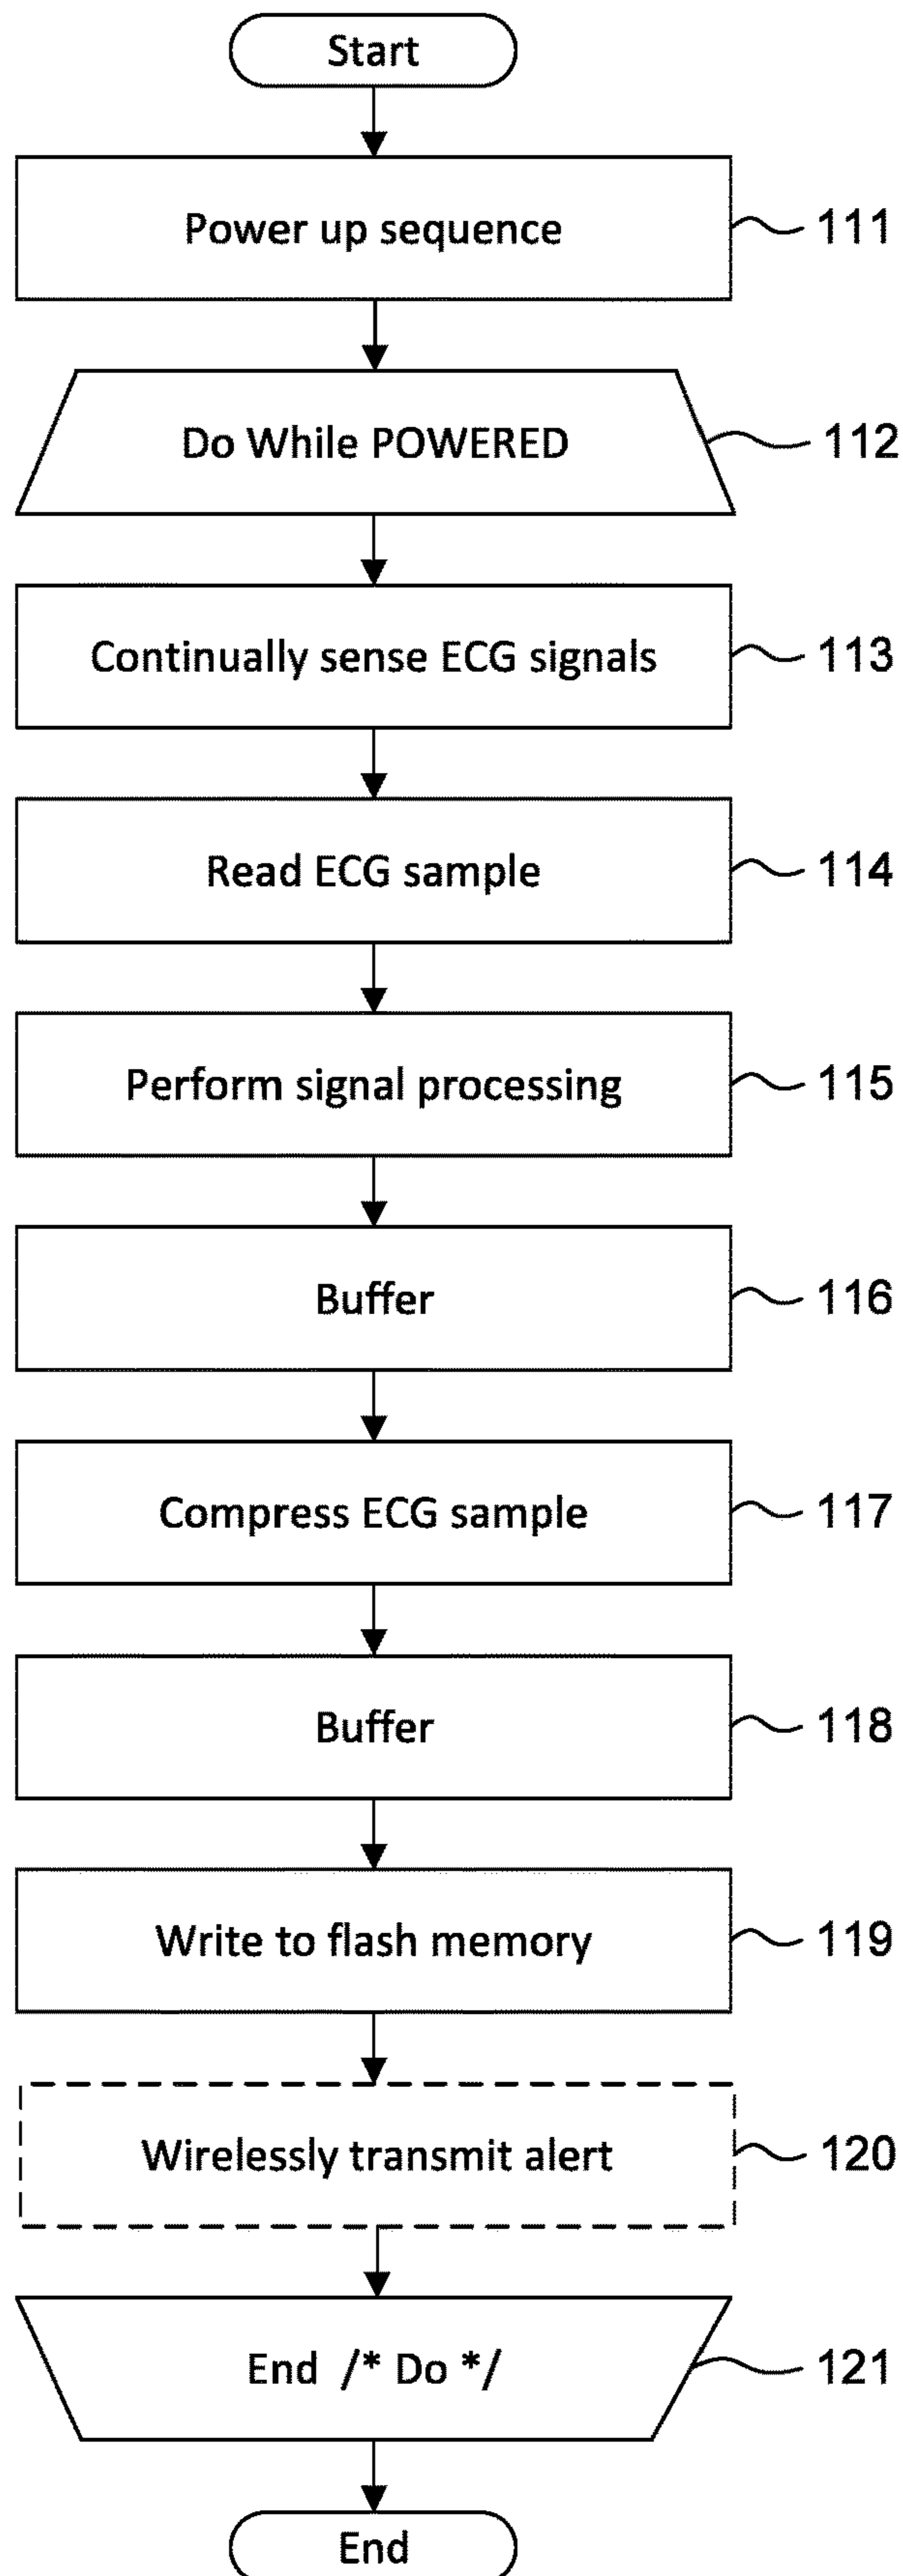 Start
Power up sequence 111
Do While POWERED 112
Continually sense ECG signals 113
Read ECG sample 114
Perform signal processing 115
Buffer 116
Compress ECG sample 117
Buffer 118
Write to flash memory 119
Wirelessly transmit alert 120
End /* Do */ 121
End